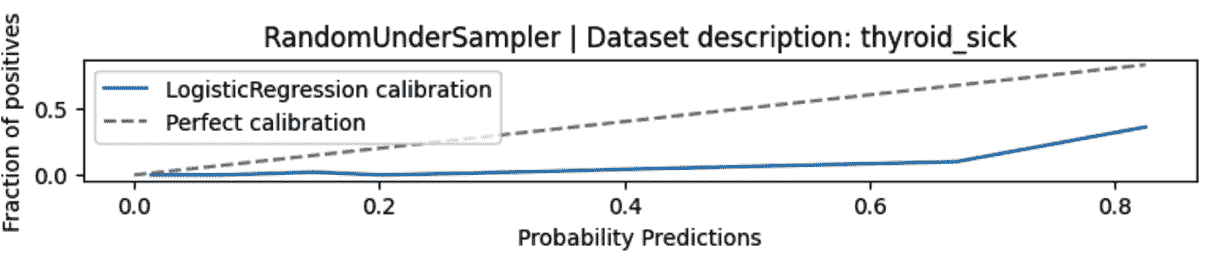 RandomUnderSampler | Dataset description: thyroid_sick
Fraction of positives
LogisticRegression calibration
Perfect calibration
0.5
0.0
0.0 0.2 0.4 0.6 0.8
Probability Predictions